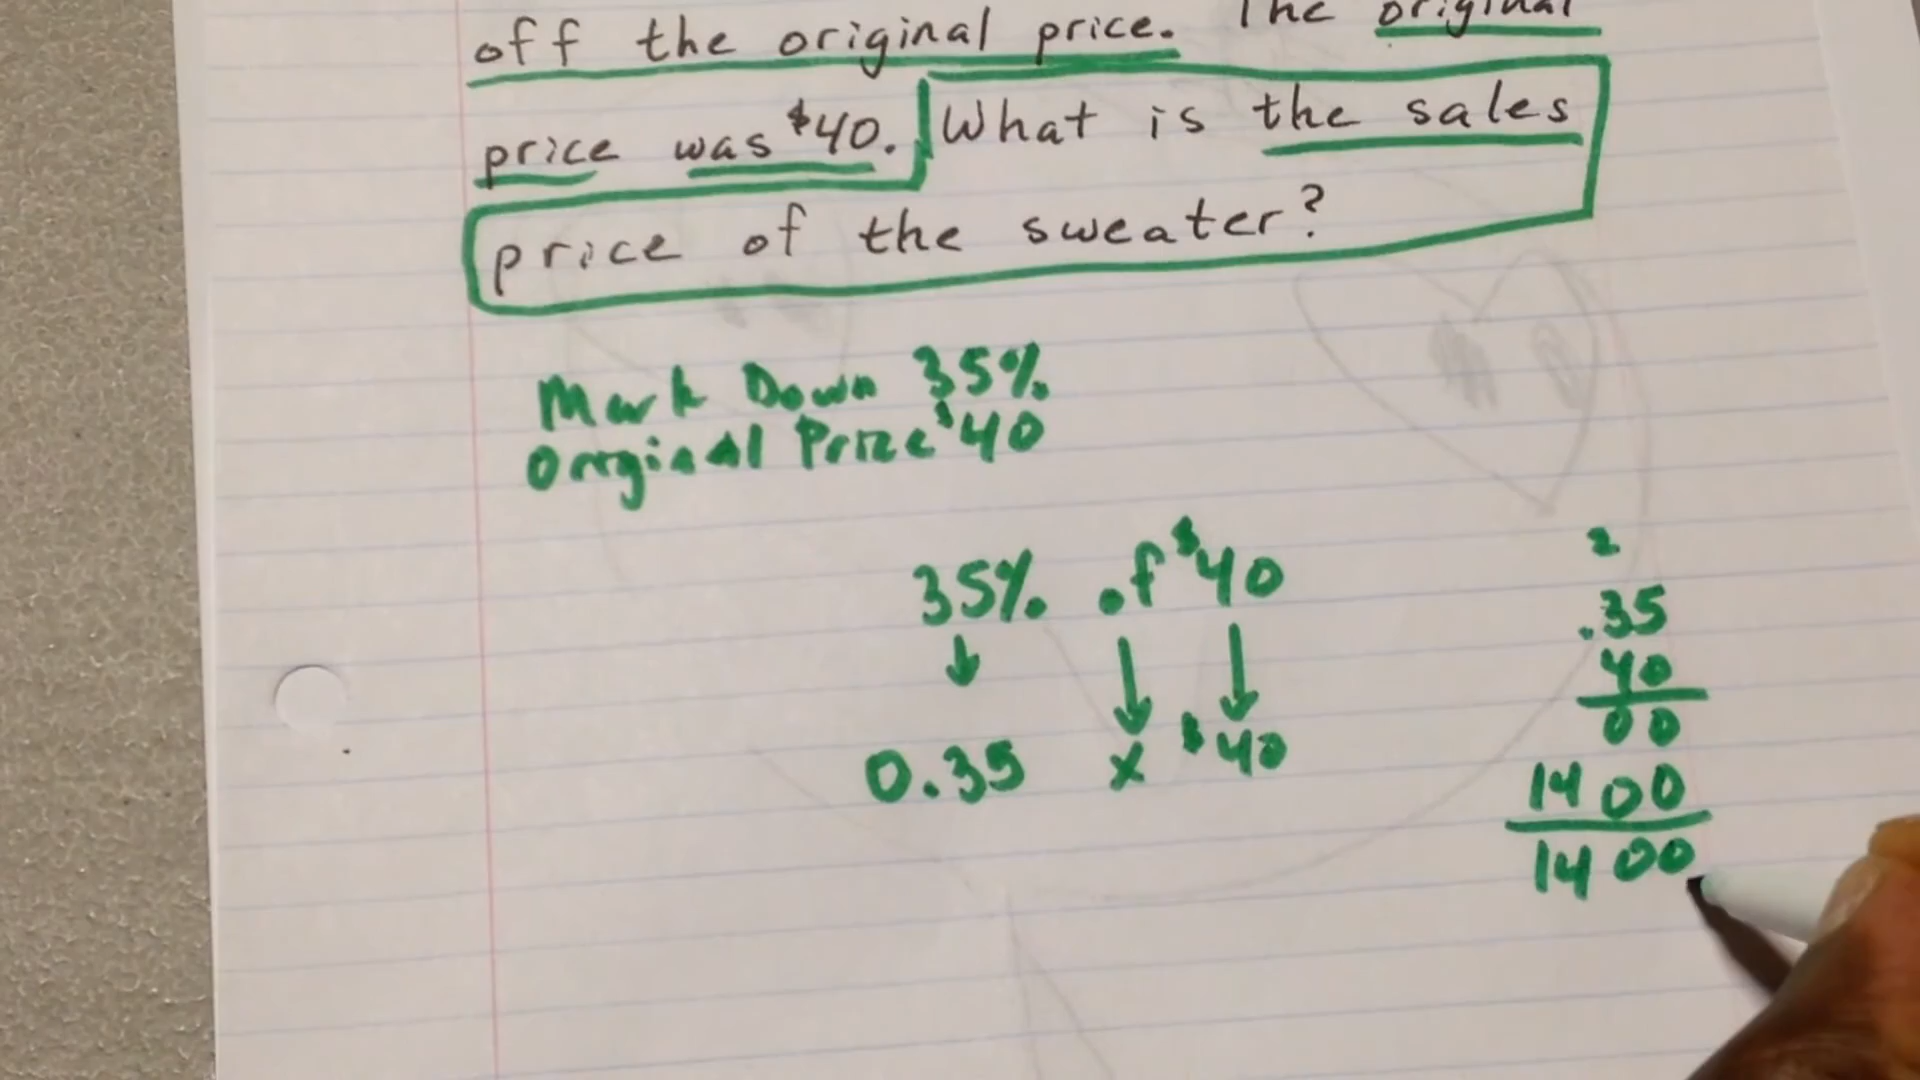 off the original price. The original
price was $40. What is the sales
price of the sweater?
Mark Down 35%
Original Prize $40
35% of $40
0.35 x $40
2
.35
40
00
1400
1400